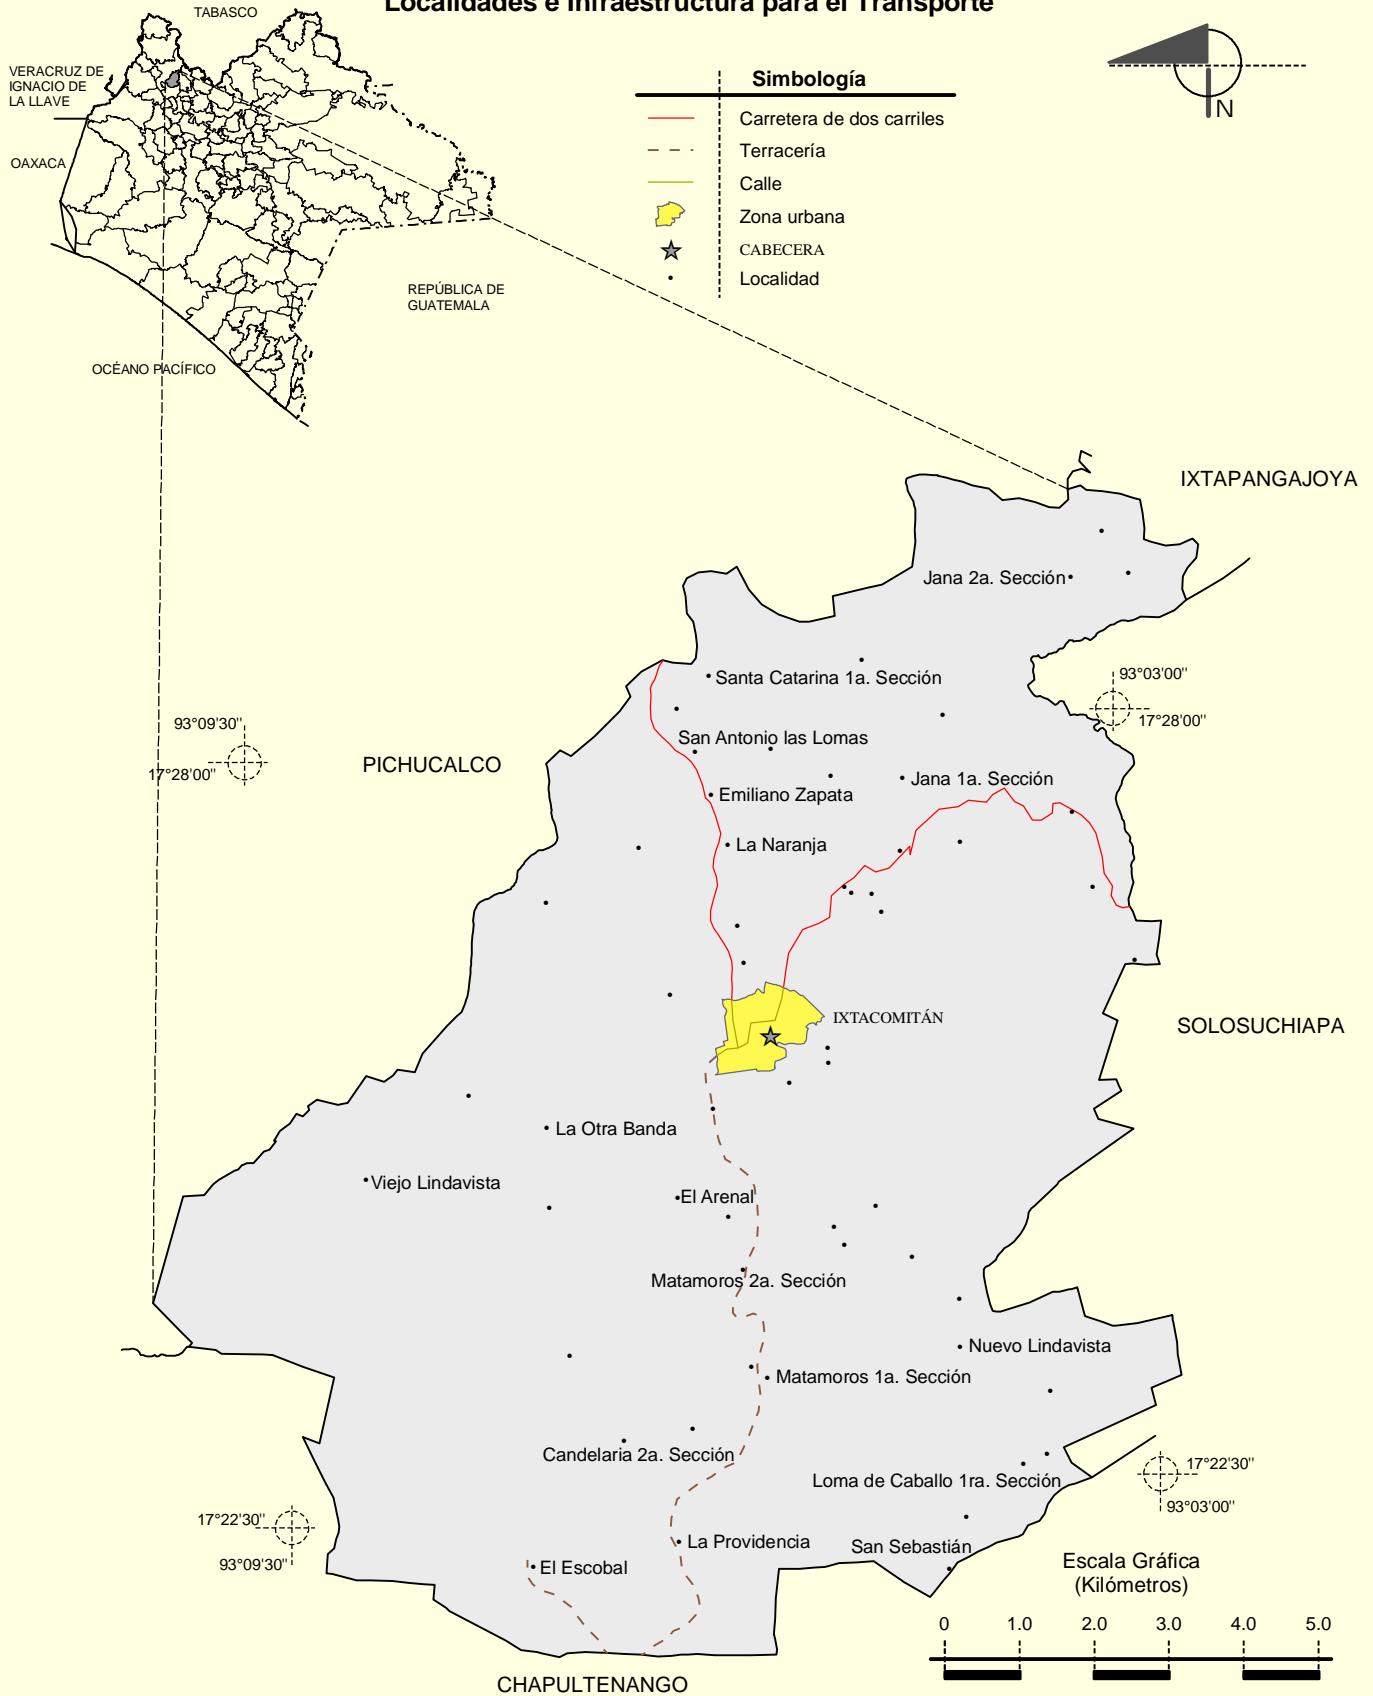 Localidades e Infraestructura para el Transporte
TABASCO
VERACRUZ DE
IGNACIO DE
LA LLAVE
OAXACA
REPÚBLICA DE
GUATEMALA
OCÉANO PACÍFICO
Simbología
Carretera de dos carriles
Terracería
Calle
Zona urbana
CABECERA
Localidad
N
IXTAPANGAJOYA
Jana 2a. Sección
93°03'00''
17°28'00''
Santa Catarina 1a. Sección
93°09'30''
17°28'00''
PICHUCALCO
San Antonio las Lomas
Jana 1a. Sección
Emiliano Zapata
La Naranja
IXTACOMITÁN
SOLOSUCHIAPA
La Otra Banda
Viejo Lindavista
El Arenal
Matamoros 2a. Sección
Nuevo Lindavista
Matamoros 1a. Sección
Candelaria 2a. Sección
Loma de Caballo 1ra. Sección
17°22'30''
93°03'00''
17°22'30''
93°09'30''
La Providencia
San Sebastián
El Escobal
Escala Gráfica
(Kilómetros)
0 1.0 2.0 3.0 4.0 5.0
CHAPULTENANGO